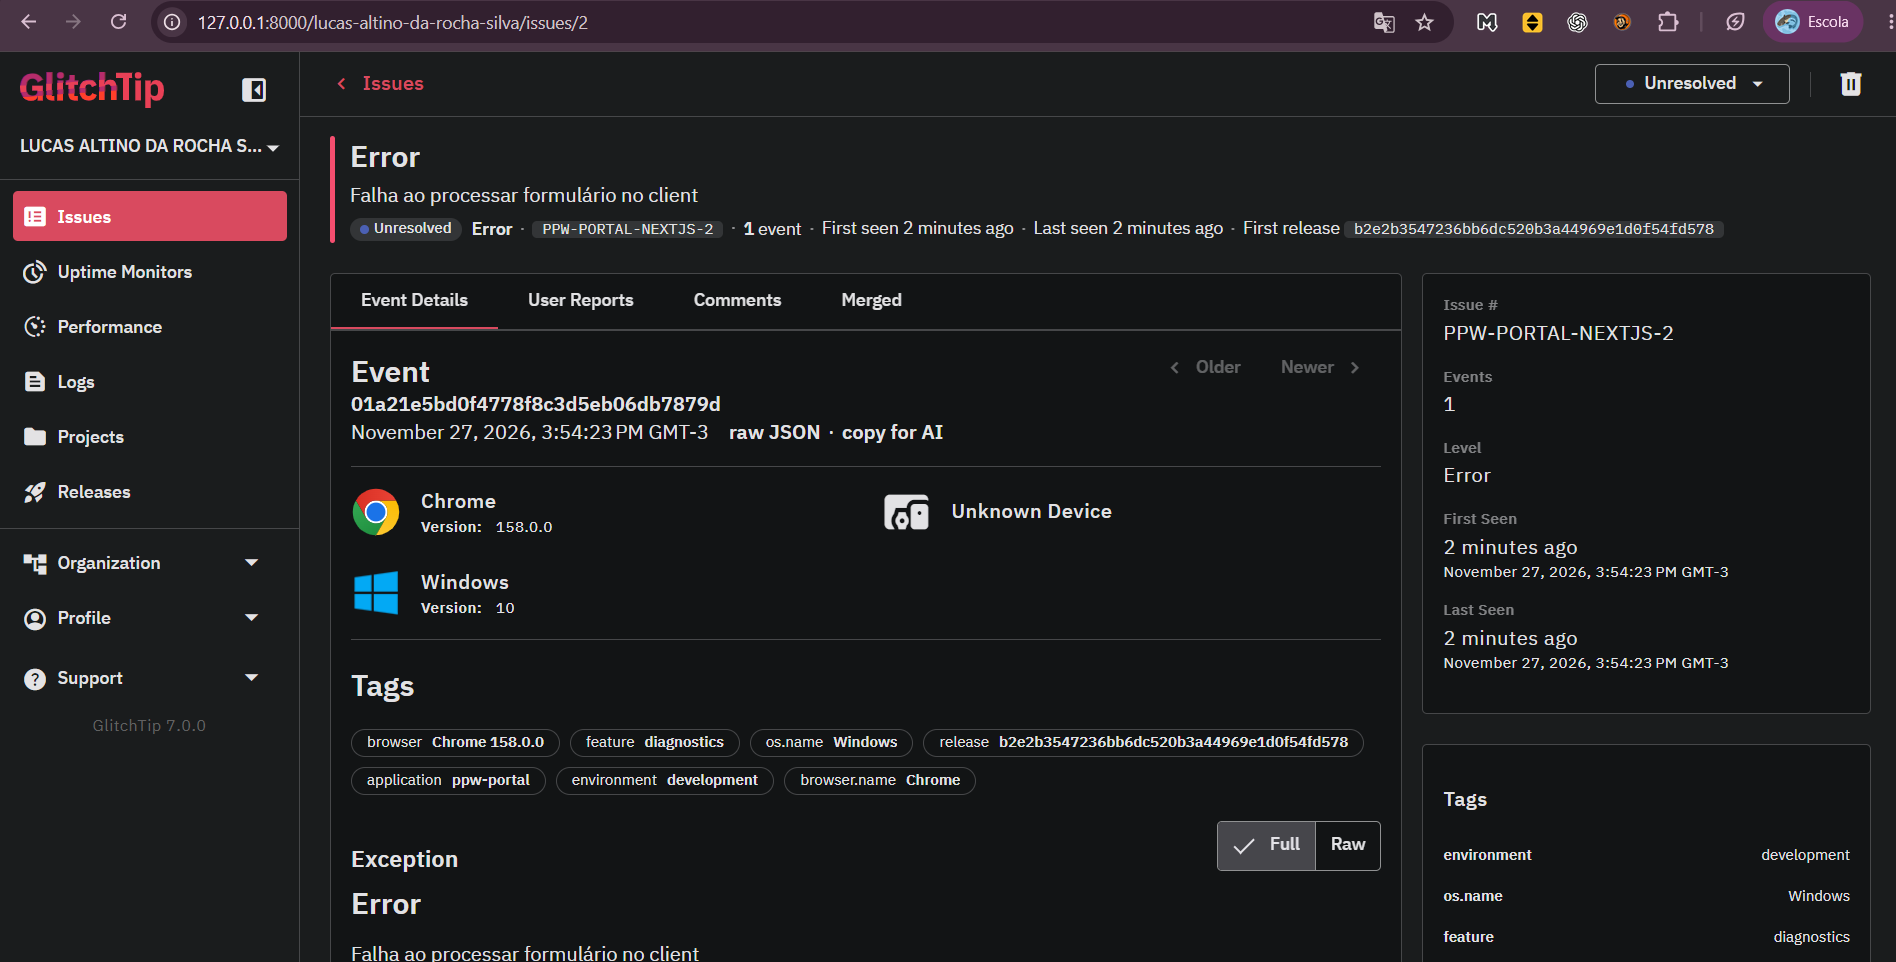 127.0.0.1:8000/lucas-altino-da-rocha-silva/issues/2
Escola
GlitchTip
LUCAS ALTINO DA ROCHA S...
Issues
Uptime Monitors
Performance
Logs
Projects
Releases
Organization
Profile
Support
GlitchTip 7.0.0
Issues
Unresolved
Error
Falha ao processar formulário no client
Unresolved Error · PPW-PORTAL-NEXTJS-2 · 1 event · First seen 2 minutes ago · Last seen 2 minutes ago · First release b2e2b3547236bb6dc520b3a44969e1d0f54fd578
Event Details User Reports Comments Merged
Event
Older Newer
01a21e5bd0f4778f8c3d5eb06db7879d
November 27, 2026, 3:54:23 PM GMT-3 raw JSON · copy for AI
Chrome
Version: 158.0.0
Unknown Device
Windows
Version: 10
Tags
browser Chrome 158.0.0 feature diagnostics os.name Windows release b2e2b3547236bb6dc520b3a44969e1d0f54fd578
application ppw-portal environment development browser.name Chrome
Exception
Full Raw
Error
Falha ao processar formulário no client
Issue #
PPW-PORTAL-NEXTJS-2
Events
1
Level
Error
First Seen
2 minutes ago
November 27, 2026, 3:54:23 PM GMT-3
Last Seen
2 minutes ago
November 27, 2026, 3:54:23 PM GMT-3
Tags
environment development
os.name Windows
feature diagnostics